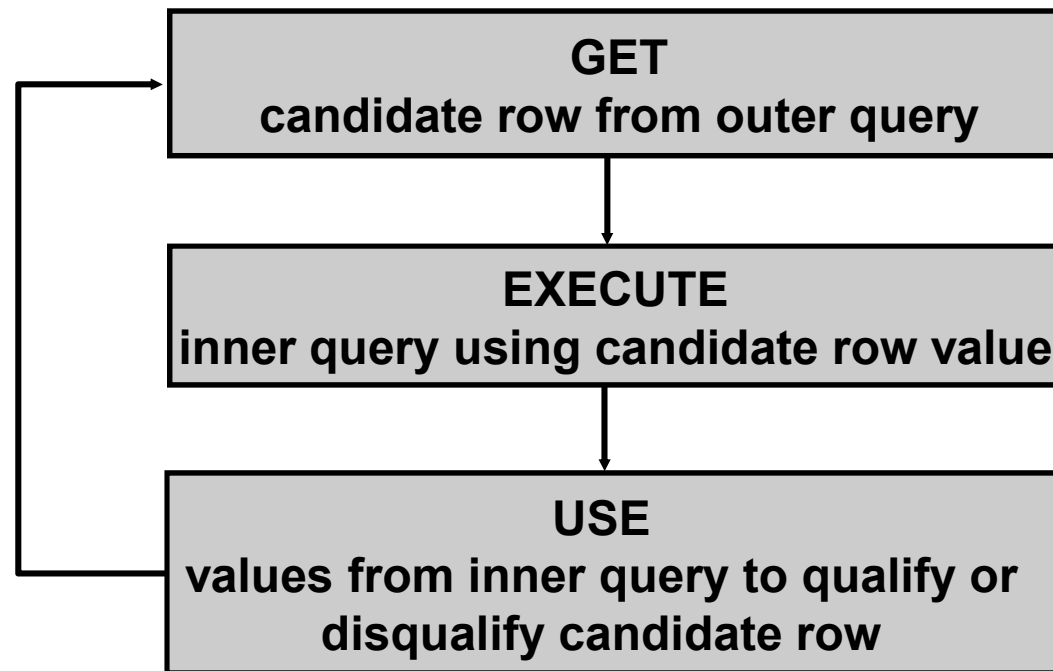 GET
candidate row from outer query
EXECUTE
inner query using candidate row value
USE
values from inner query to qualify or
disqualify candidate row